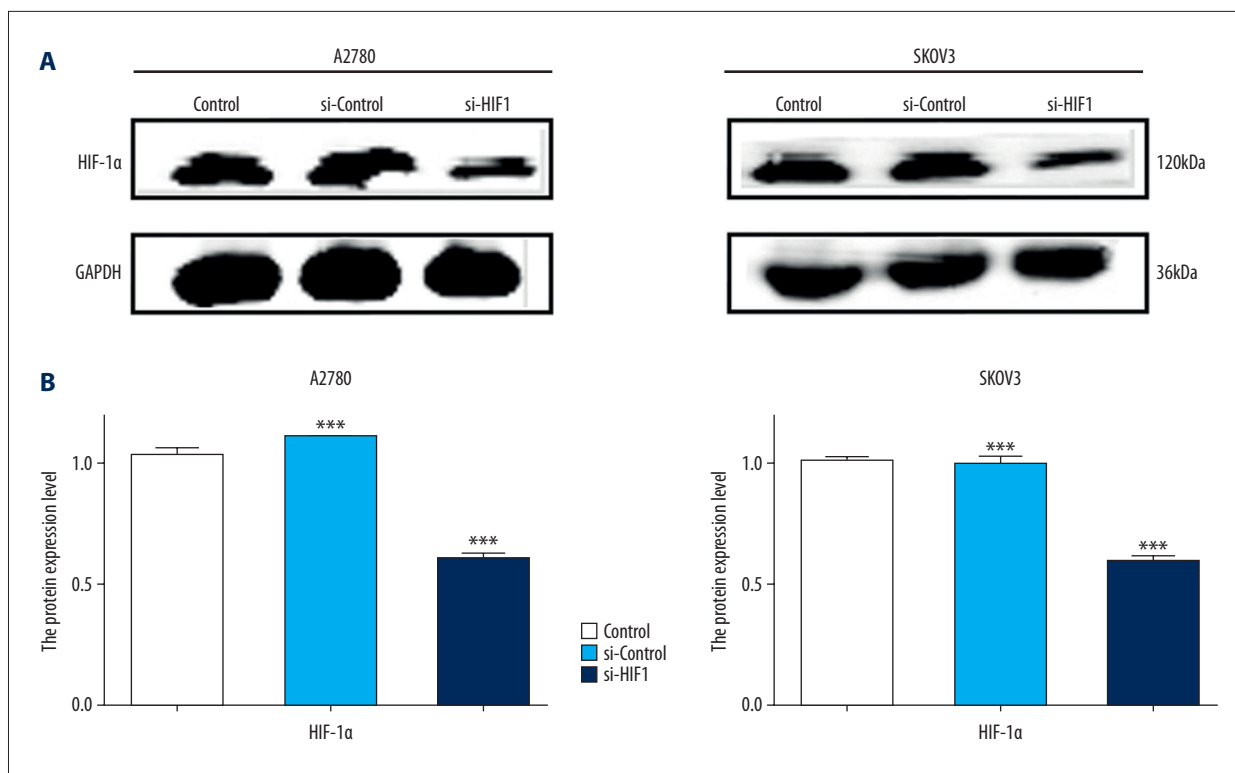 A
A2780
SKOV3
Control si-Control si-HIF1
Control si-Control si-HIF1
HIF-1α
120kDa
GAPDH
36kDa
B
A2780
SKOV3
The protein expression level
1.0
0.5
0.0
***
***
HIF-1α
Control
si-Control
si-HIF1
The protein expression level
1.0
0.5
0.0
***
***
HIF-1α